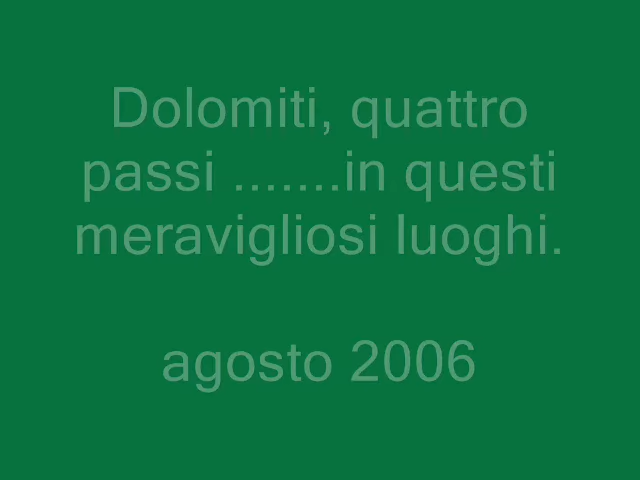 Dolomiti, quattro
passi .......in questi
meravigliosi luoghi.
agosto 2006